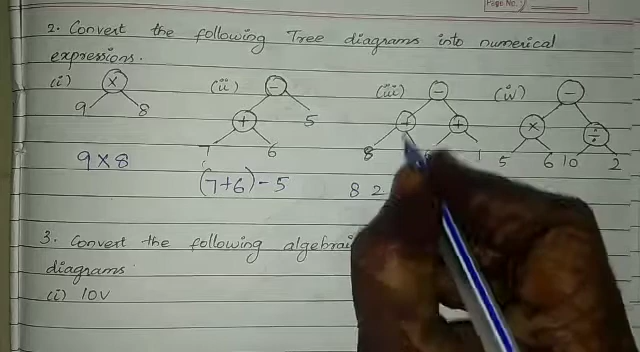 Page No.
2. Convert the following Tree diagrams into numerical
expressions.
(i) × 9 8
(ii) - + 7 6 5
(iii) - + 8 + 1
(iv) - × 5 6 ÷ 10 2
9 × 8
(7+6)-5
8 2
3. Convert the following
diagrams
(i) 10V